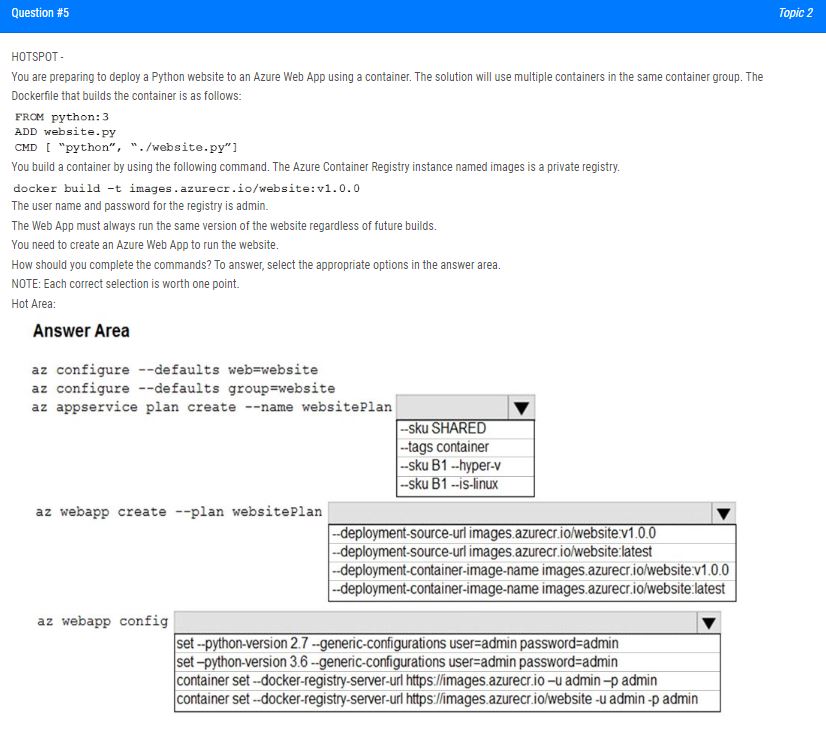 Question #5 Topic 2
HOTSPOT -
You are preparing to deploy a Python website to an Azure Web App using a container. The solution will use multiple containers in the same container group. The
Dockerfile that builds the container is as follows:
FROM python:3
ADD website.py
CMD [ “python”, “./website.py”]
You build a container by using the following command. The Azure Container Registry instance named images is a private registry.
docker build -t images.azurecr.io/website:v1.0.0
The user name and password for the registry is admin.
The Web App must always run the same version of the website regardless of future builds.
You need to create an Azure Web App to run the website.
How should you complete the commands? To answer, select the appropriate options in the answer area.
NOTE: Each correct selection is worth one point.
Hot Area:
Answer Area
az configure --defaults web=website
az configure --defaults group=website
az appservice plan create --name websitePlan
--sku SHARED
--tags container
--sku B1 --hyper-v
--sku B1 --is-linux
az webapp create --plan websitePlan
--deployment-source-url images.azurecr.io/website:v1.0.0
--deployment-source-url images.azurecr.io/website:latest
--deployment-container-image-name images.azurecr.io/website:v1.0.0
--deployment-container-image-name images.azurecr.io/website:latest
az webapp config
set --python-version 2.7 --generic-configurations user=admin password=admin
set –python-version 3.6 --generic-configurations user=admin password=admin
container set --docker-registry-server-url https://images.azurecr.io –u admin –p admin
container set --docker-registry-server-url https://images.azurecr.io/website -u admin -p admin